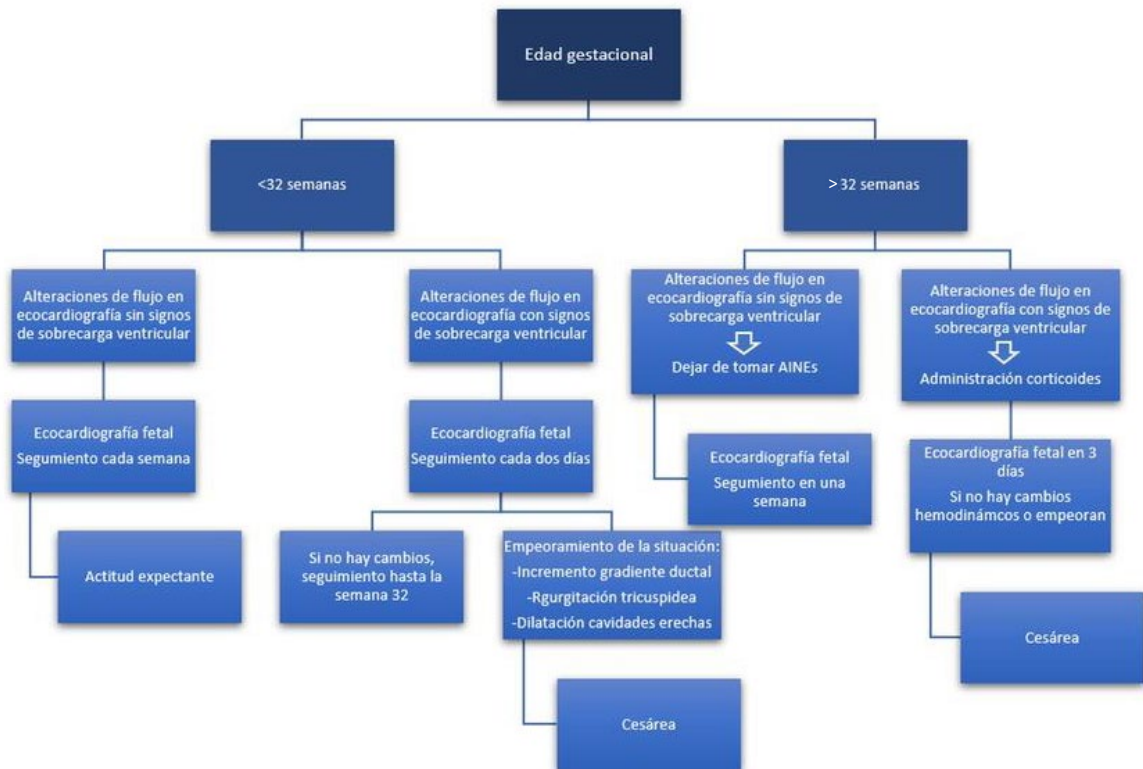 Edad gestacional
<32 semanas
> 32 semanas
Alteraciones de flujo en
ecocardiografía sin signos
de sobrecarga ventricular
Alteraciones de flujo en
ecocardiografía con signos
de sobrecarga ventricular
Alteraciones de flujo en
ecocardiografía sin signos de
sobrecarga ventricular
Dejar de tomar AINEs
Alteraciones de flujo en
ecocardiografía con signos de
sobrecarga ventricular
Administración corticoides
Ecocardiografía fetal
Segumiento cada semana
Ecocardiografía fetal
Seguimiento cada dos días
Ecocardiografía fetal
Segumiento en una
semana
Ecocardiografía fetal en 3
días
Si no hay cambios
hemodinámcos o empeoran
Actitud expectante
Si no hay cambios,
seguimiento hasta la
semana 32
Empeoramiento de la situación:
-Incremento gradiente ductal
-Rgurgitación tricuspidea
-Dilatación cavidades erechas
Cesárea
Cesárea